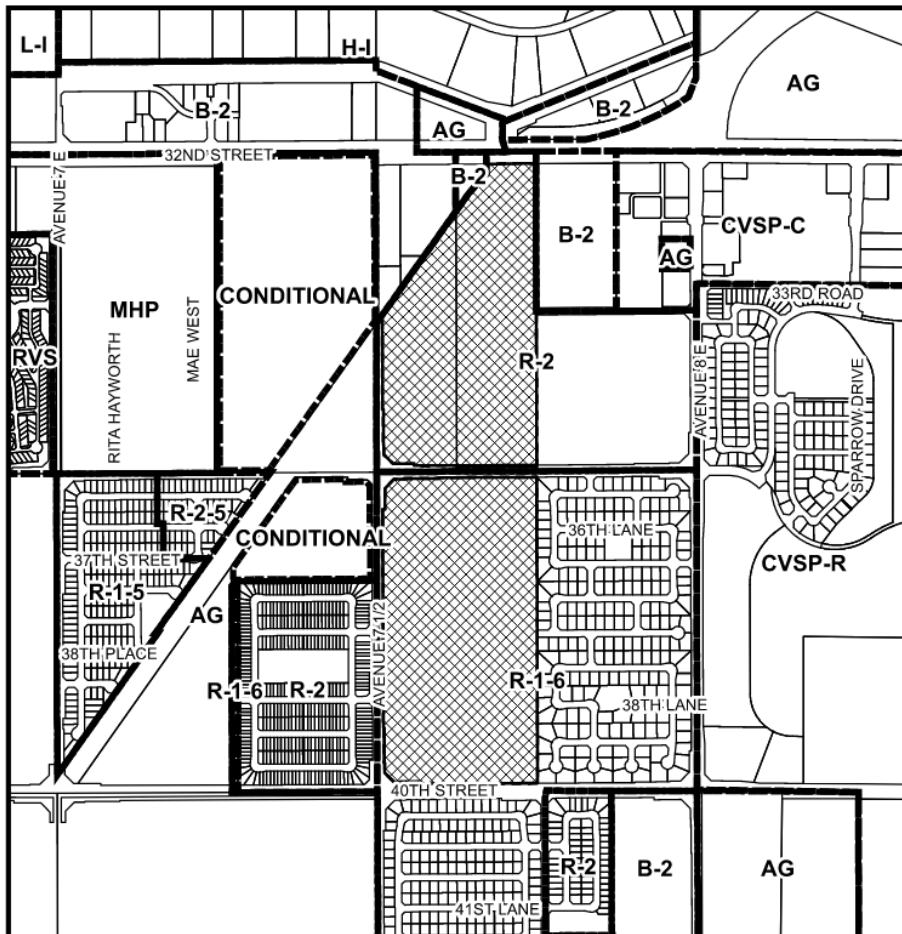 L-I
H-I
AG
B-2
B-2
AG
32ND STREET
B-2
AVENUE 7 E
B-2
CVSP-C
AG
CONDITIONAL
33RD ROAD
MHP
RVS
R-2
MAE WEST
RITA HAYWORTH
AVENUE 8 E
SPARROW DRIVE
R-2-5
36TH LANE
CONDITIONAL
37TH STREET
CVSP-R
R-1-5
AG
38TH PLACE
AVENUE 7 1/2
R-1-6
R-2
R-1-6
38TH LANE
40TH STREET
R-2
B-2
AG
41ST LANE